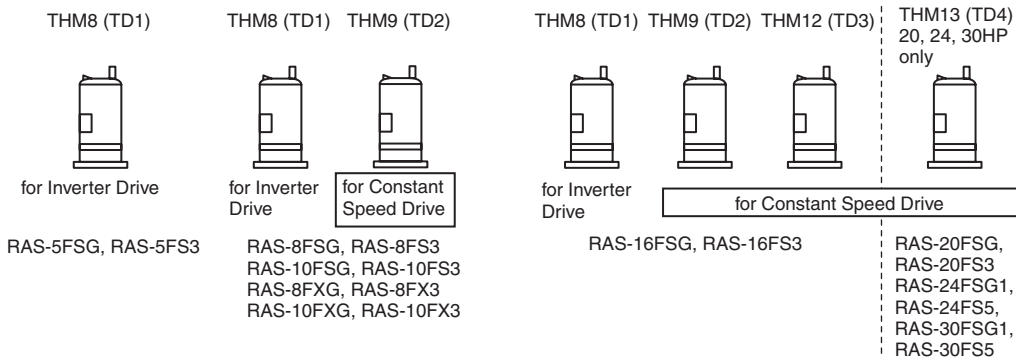 THM8 (TD1)
for Inverter Drive
RAS-5FSG, RAS-5FS3
THM8 (TD1)
THM9 (TD2)
for Inverter
Drive
for Constant
Speed Drive
RAS-8FSG, RAS-8FS3
RAS-10FSG, RAS-10FS3
RAS-8FXG, RAS-8FX3
RAS-10FXG, RAS-10FX3
THM8 (TD1)
THM9 (TD2)
THM12 (TD3)
THM13 (TD4)
20, 24, 30HP
only
for Inverter
Drive
for Constant Speed Drive
RAS-16FSG, RAS-16FS3
RAS-20FSG,
RAS-20FS3
RAS-24FSG1,
RAS-24FS5,
RAS-30FSG1,
RAS-30FS5